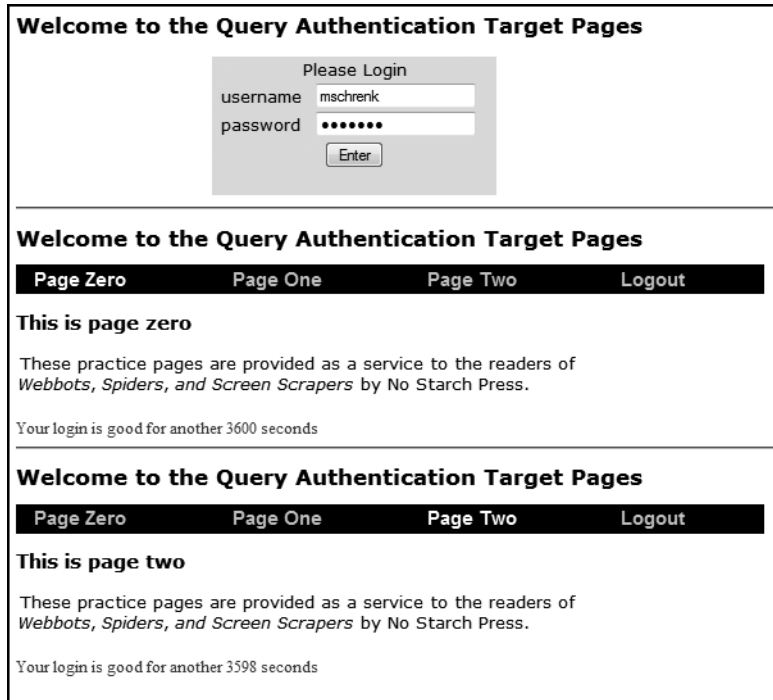 Welcome to the Query Authentication Target Pages
Please Login
username mschrenk
password •••••••
Enter
Welcome to the Query Authentication Target Pages
Page Zero Page One Page Two Logout
This is page zero
These practice pages are provided as a service to the readers of
Webbots, Spiders, and Screen Scrapers by No Starch Press.
Your login is good for another 3600 seconds
Welcome to the Query Authentication Target Pages
Page Zero Page One Page Two Logout
This is page two
These practice pages are provided as a service to the readers of
Webbots, Spiders, and Screen Scrapers by No Starch Press.
Your login is good for another 3598 seconds